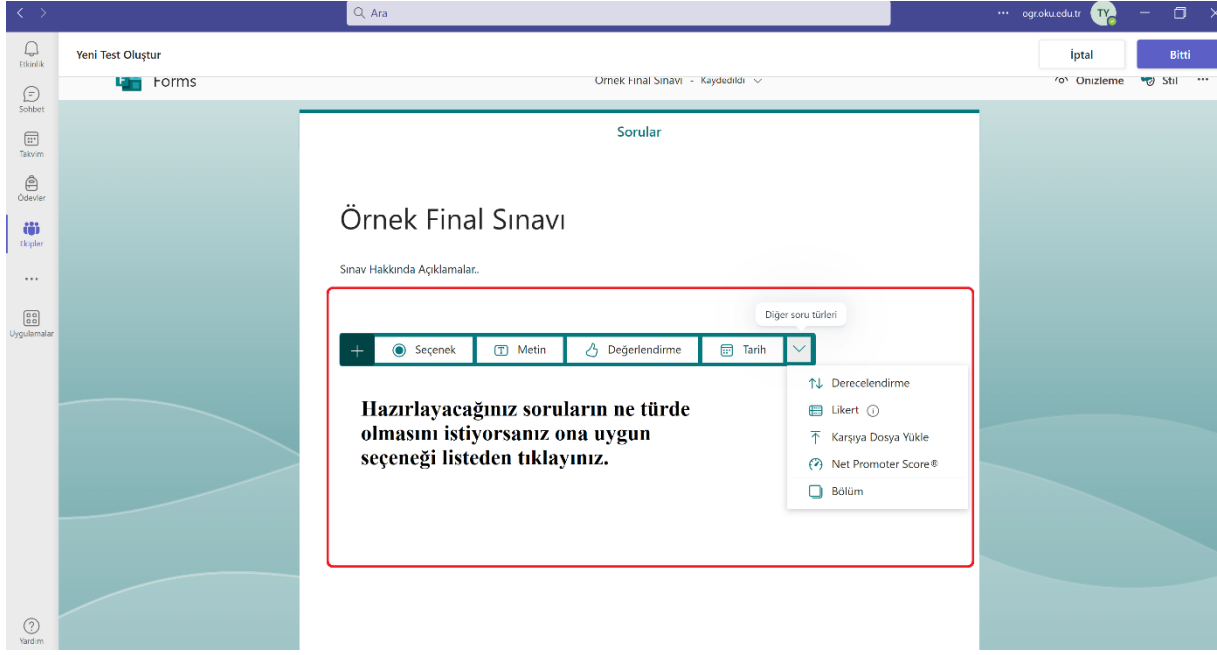 Ara
ogr.oku.edu.tr TY
Etkinlik
Yeni Test Oluştur
İptal
Bitti
Forms
Örnek Final Sınavı - Kaydedildi
Önizleme
Stil
Sohbet
Takvim
Ödevler
Ekipler
Uygulamalar
Yardım
Sorular
Örnek Final Sınavı
Sınav Hakkında Açıklamalar..
Diğer soru türleri
Seçenek
Metin
Değerlendirme
Tarih
Derecelendirme
Likert
Karşıya Dosya Yükle
Net Promoter Score®
Bölüm
Hazırlayacağınız soruların ne türde
olmasını istiyorsanız ona uygun
seçeneği listeden tıklayınız.